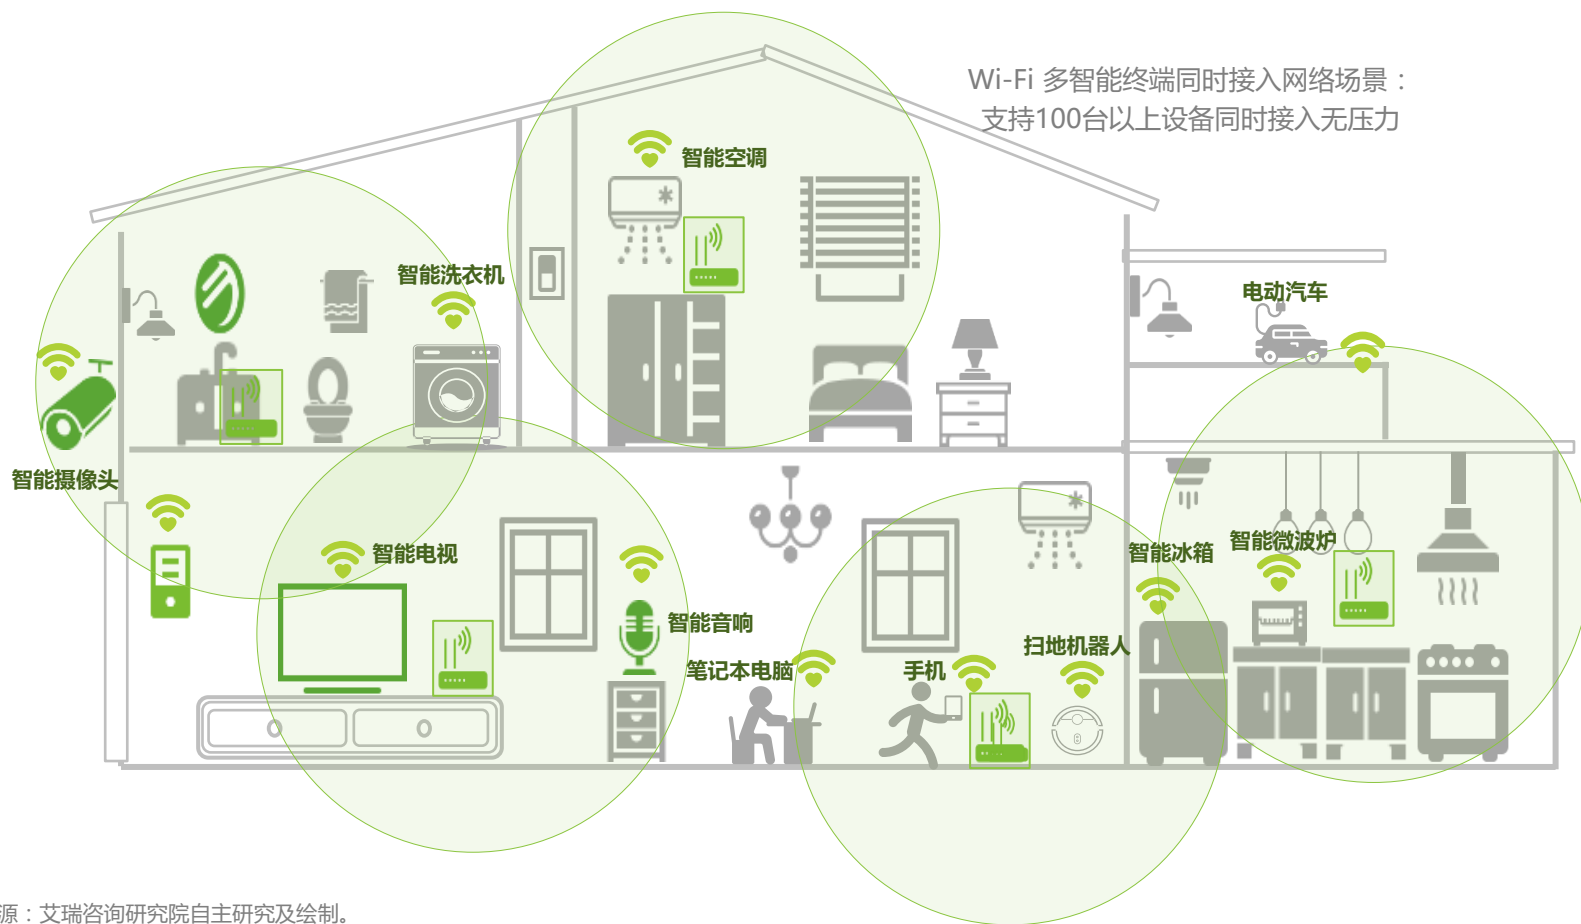 Wi-Fi 多智能终端同时接入网络场景：
支持100台以上设备同时接入无压力
智能空调
智能洗衣机
电动汽车
智能摄像头
智能电视
智能冰箱
智能微波炉
智能音响
笔记本电脑
手机
扫地机器人
源：艾瑞咨询研究院自主研究及绘制。